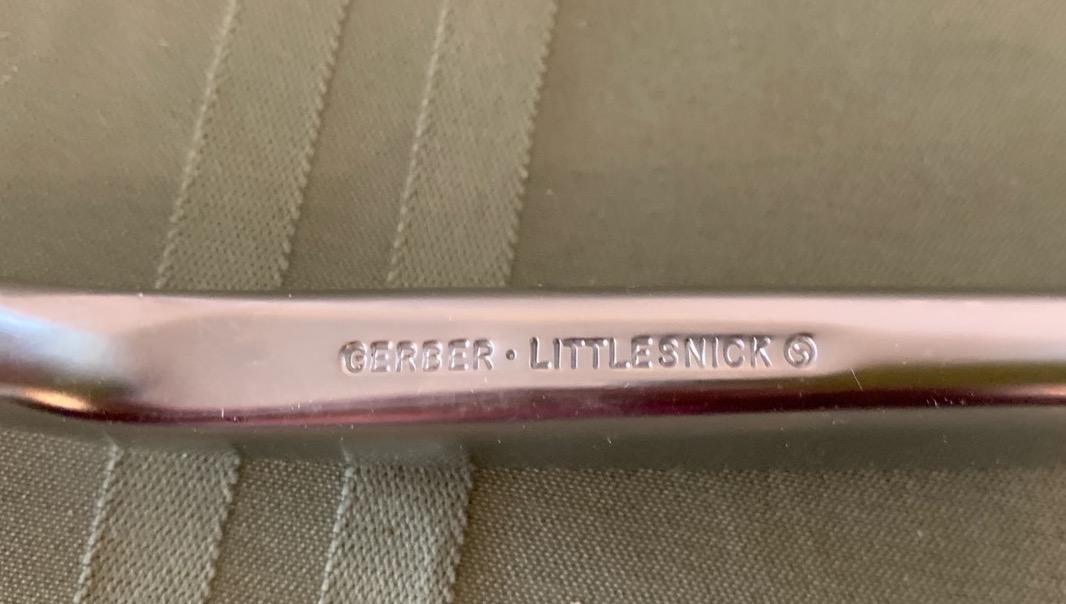 GERBER · LITTLESNICK Ⓢ